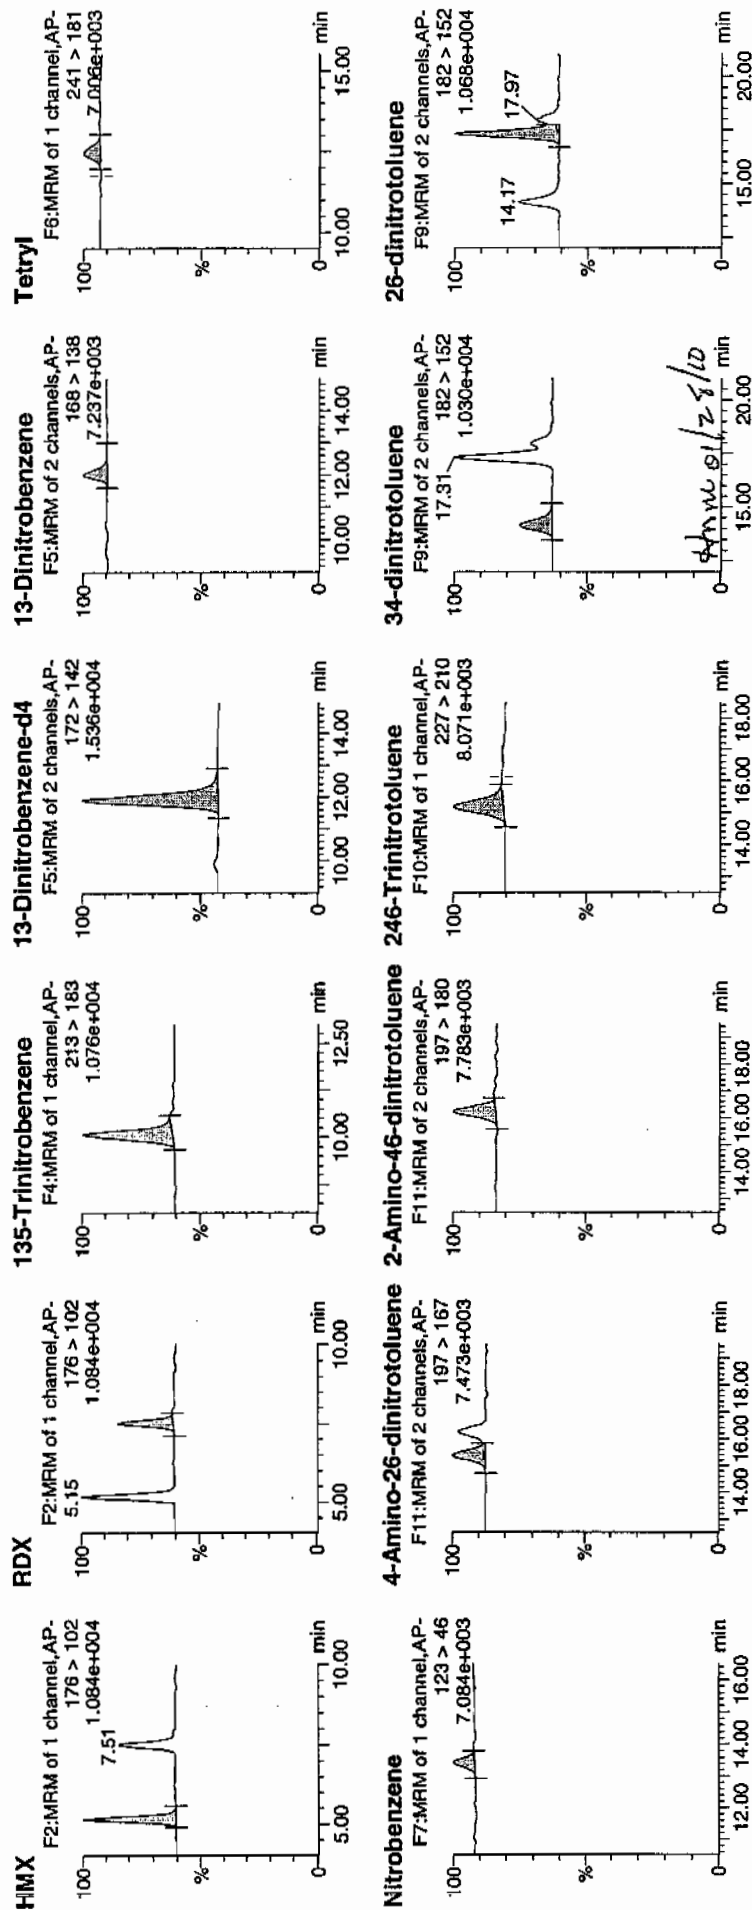 HMX
F2:MRM of 1 channel,AP-
176 > 102
1.084e+004
100
7.51
%
0
5.00
10.00
min
RDX
F2:MRM of 1 channel,AP-
176 > 102
1.084e+004
100
5.15
%
0
5.00
10.00
min
135-Trinitrobenzene
F4:MRM of 1 channel,AP-
213 > 183
1.076e+004
100
%
0
10.00
12.50
min
13-Dinitrobenzene-d4
F5:MRM of 2 channels,AP-
172 > 142
1.536e+004
100
%
0
10.00
12.00
14.00
min
13-Dinitrobenzene
F5:MRM of 2 channels,AP-
168 > 138
7.237e+003
100
%
0
10.00
12.00
14.00
min
Tetryl
F6:MRM of 1 channel,AP-
241 > 181
7.006e+003
100
%
0
10.00
15.00
min
Nitrobenzene
F7:MRM of 1 channel,AP-
123 > 46
7.084e+003
100
%
0
12.00
14.00
16.00
min
4-Amino-26-dinitrotoluene
F11:MRM of 2 channels,AP-
197 > 167
7.473e+003
100
%
0
14.00
16.00
18.00
min
2-Amino-46-dinitrotoluene
F11:MRM of 2 channels,AP-
197 > 180
7.783e+003
100
%
0
14.00
16.00
18.00
min
246-Trinitrotoluene
F10:MRM of 1 channel,AP-
227 > 210
8.071e+003
100
%
0
14.00
16.00
18.00
min
34-dinitrotoluene
F9:MRM of 2 channels,AP-
182 > 152
1.030e+004
100
17.31
%
0
15.00
20.00
min
01/28/10
26-dinitrotoluene
F9:MRM of 2 channels,AP-
182 > 152
1.068e+004
100
14.17
17.97
%
0
15.00
20.00
min